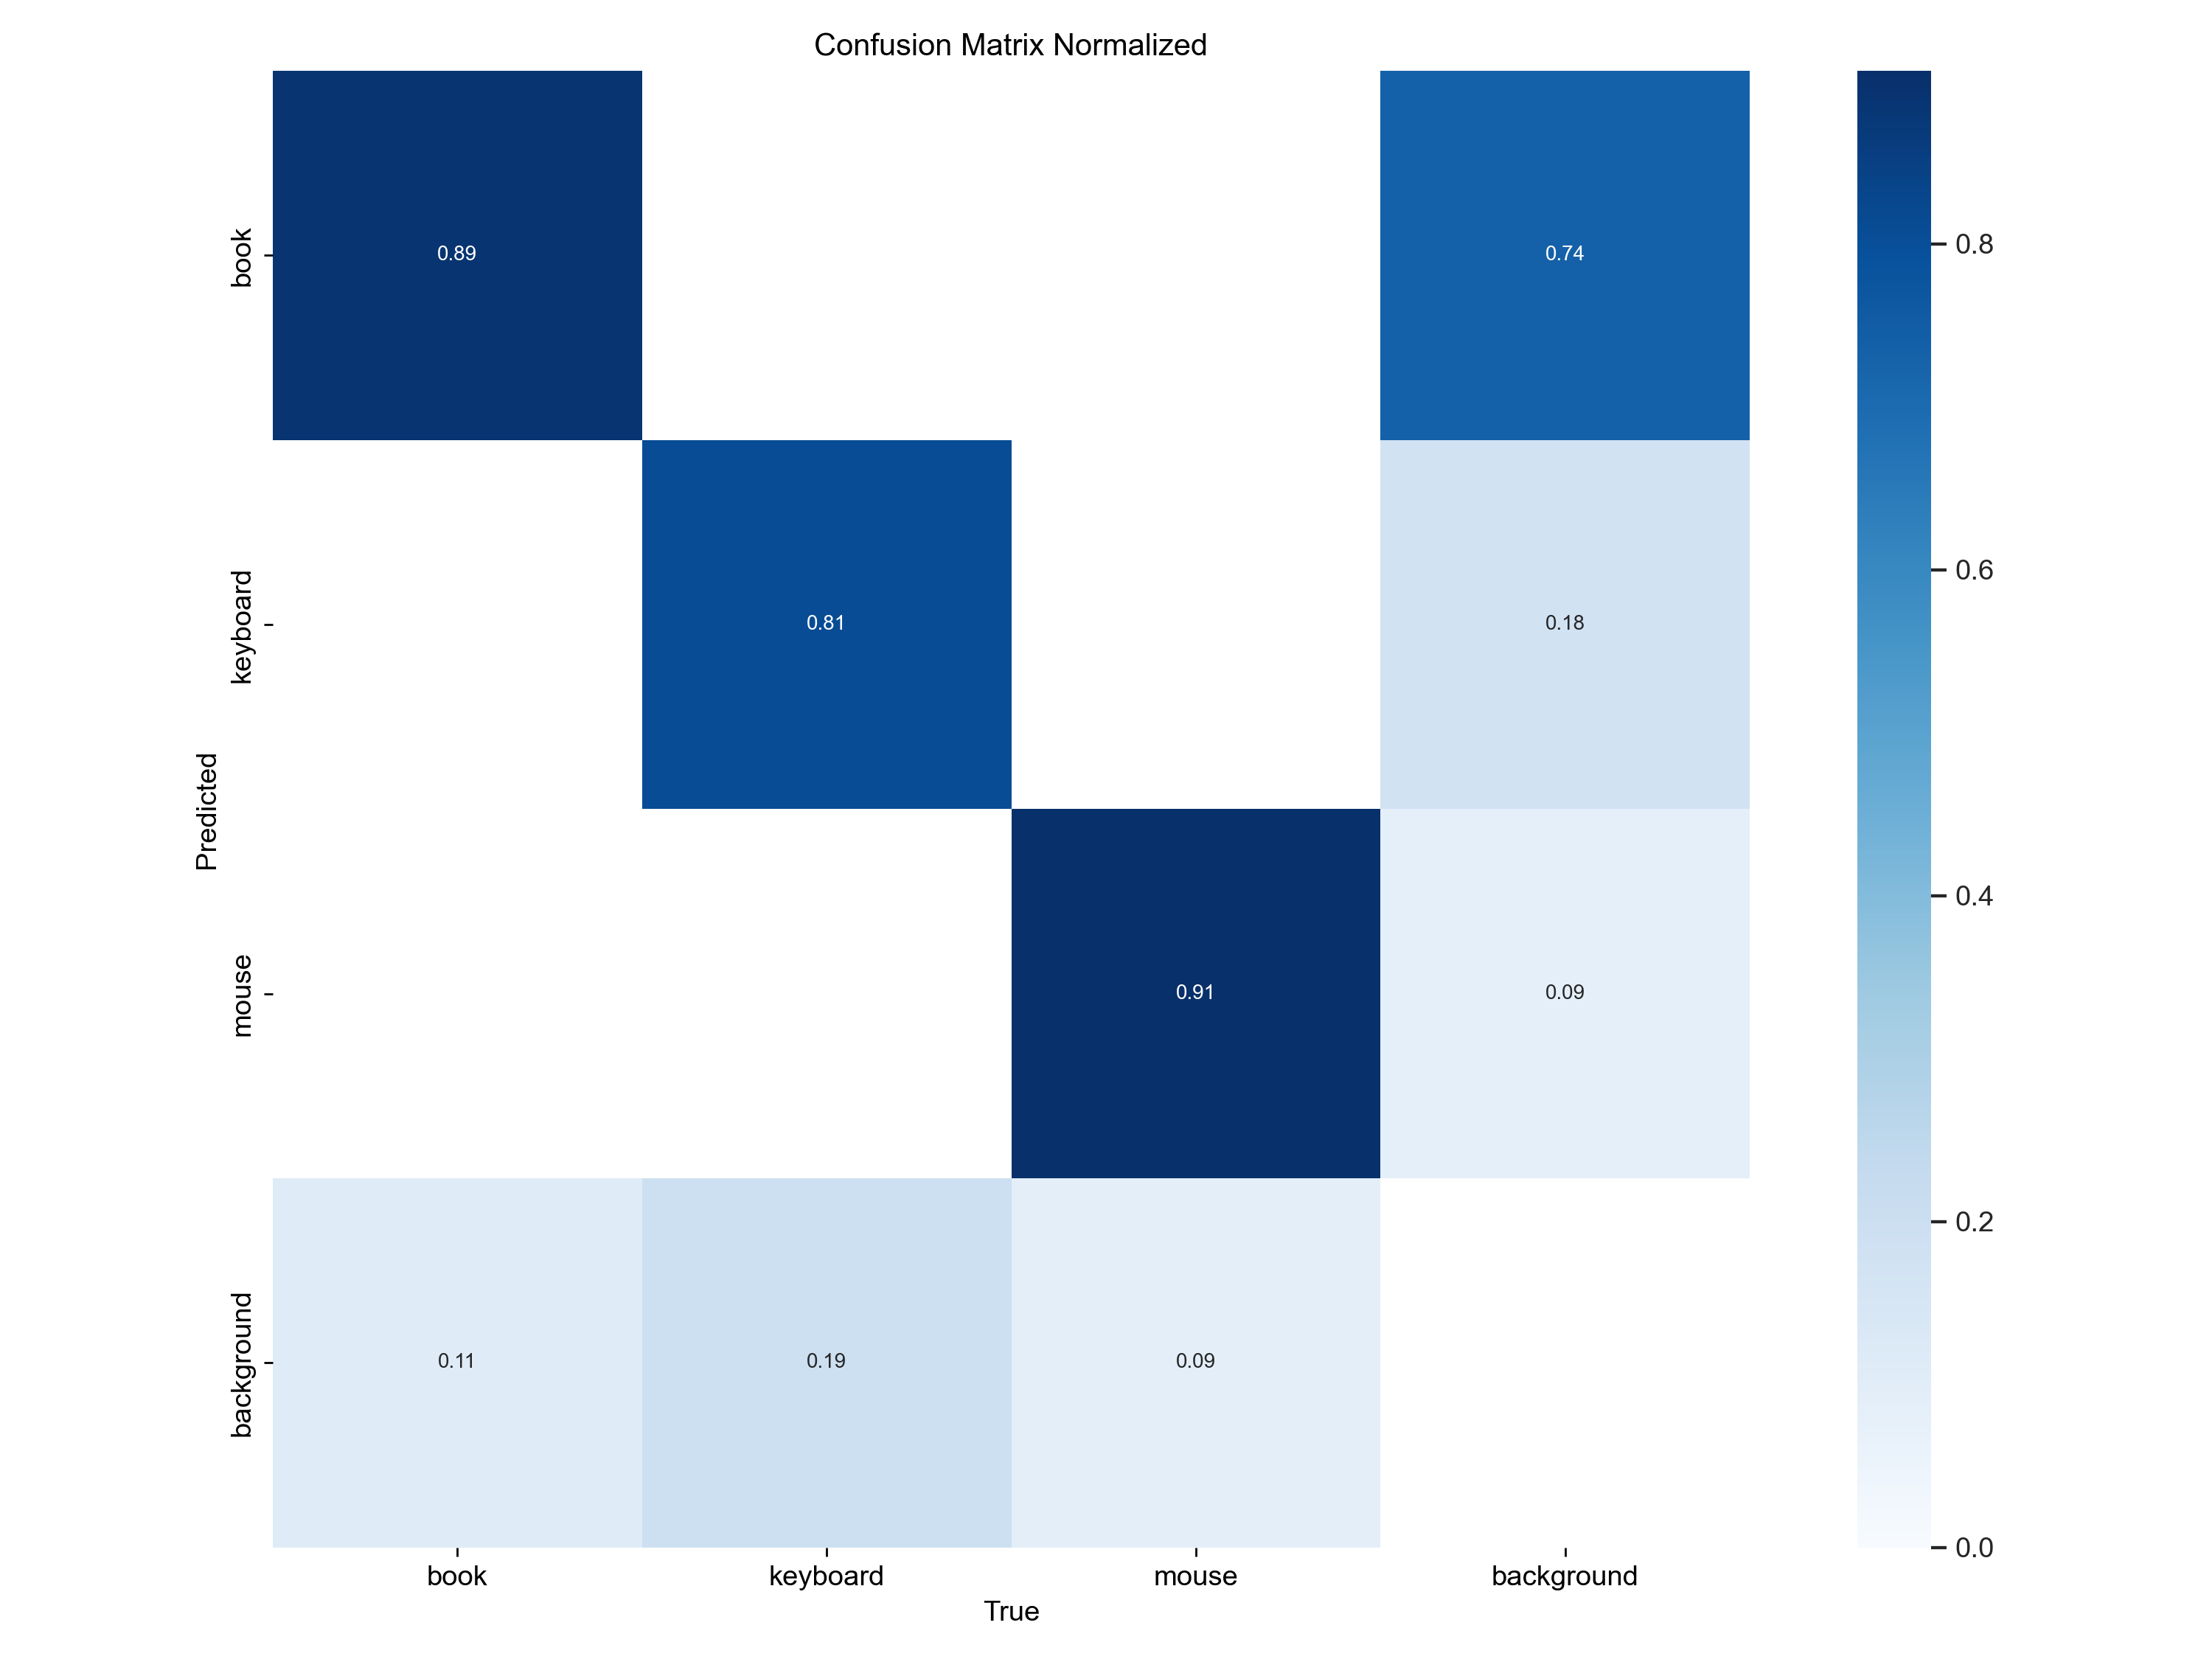 Confusion Matrix Normalized
book
0.89
0.74
0.8
keyboard
0.81
0.18
0.6
Predicted
mouse
0.91
0.09
0.4
background
0.11
0.19
0.09
0.2
0.0
book
keyboard
mouse
background
True